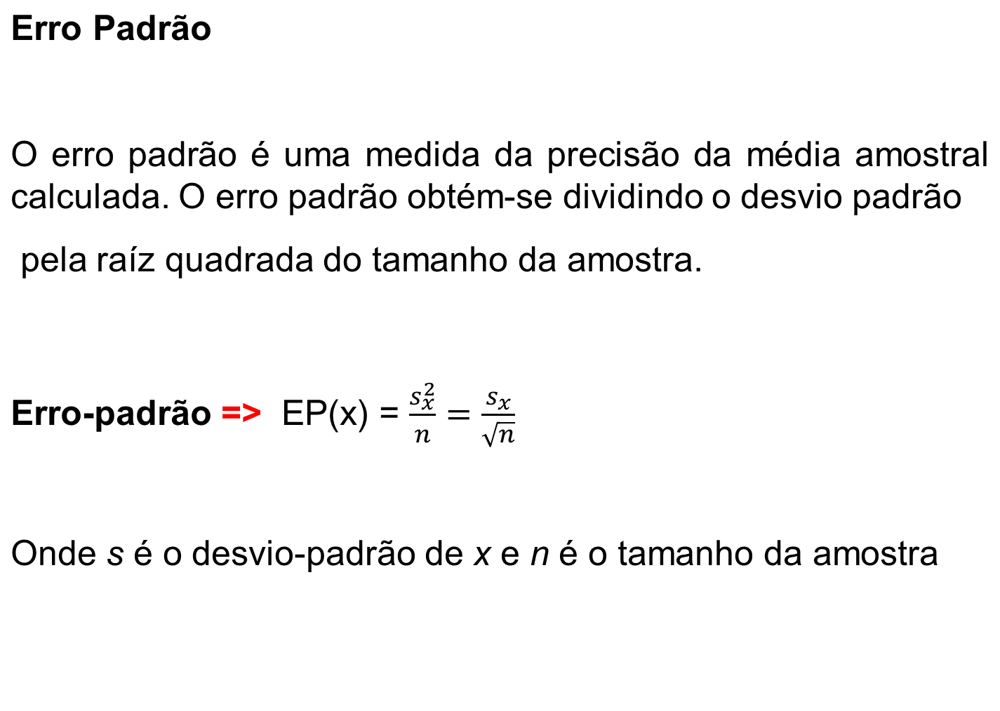 Erro Padrão
O erro padrão é uma medida da precisão da média amostral
calculada. O erro padrão obtém-se dividindo o desvio padrão
pela raíz quadrada do tamanho da amostra.
Erro-padrão => EP(x) = \frac{s_x^2}{n} = \frac{s_x}{\sqrt{n}}
Onde s é o desvio-padrão de x e n é o tamanho da amostra